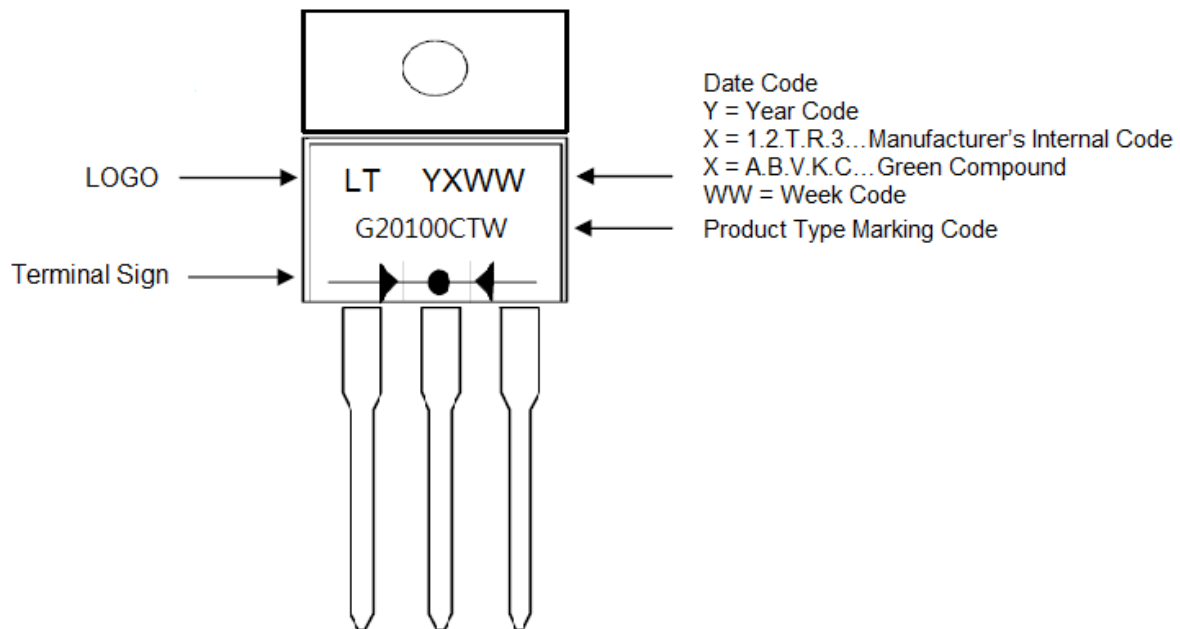 Date Code
Y = Year Code
X = 1.2.T.R.3...Manufacturer's Internal Code
LOGO
LT YXWW
X = A.B.V.K.C...Green Compound
WW = Week Code
G20100CTW
Product Type Marking Code
Terminal Sign